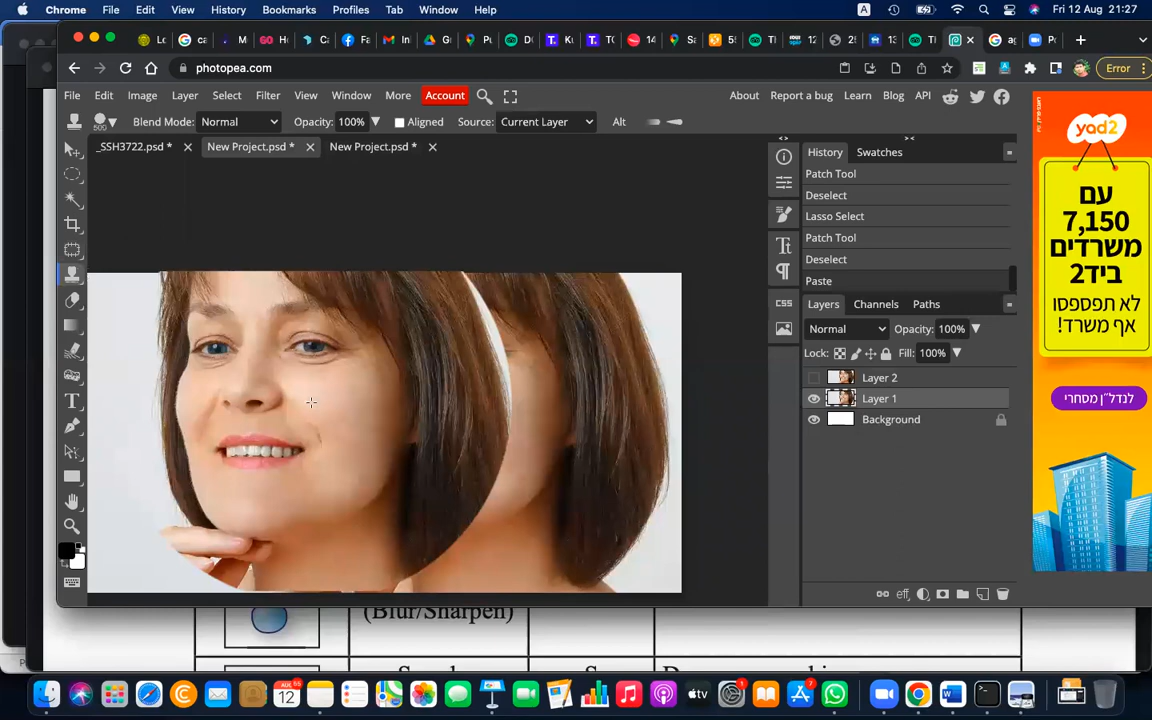 Chrome File Edit View History Bookmarks Profiles Tab Window Help A Fri 12 Aug 21:27
photopea.com Error
File Edit Image Layer Select Filter View Window More Account About Report a bug Learn Blog API
500 Blend Mode: Normal Opacity: 100% Aligned Source: Current Layer Alt
_SSH3722.psd * New Project.psd * New Project.psd *
History Swatches
Patch Tool
Deselect
Lasso Select
Patch Tool
Deselect
Paste
Layers Channels Paths
Normal Opacity: 100%
Lock: Fill: 100%
Layer 2
Layer 1
Background
eff
CSS
yad2
עם
7,150
משרדים
ביד2
לא תפספסו
אף משרד!
לנדל״ן מסחרי
(Blur/Sharpen)
tv